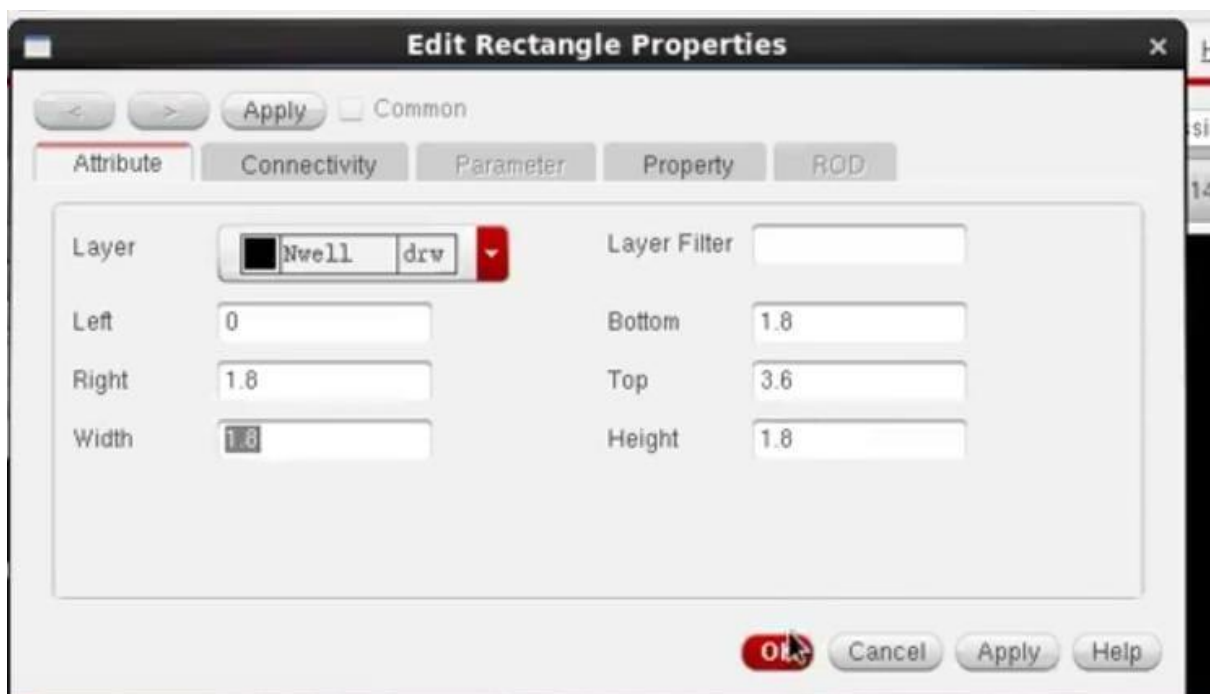 Edit Rectangle Properties
< > Apply Common
Attribute Connectivity Parameter Property ROD
Layer Nwell drw Layer Filter
Left 0 Bottom 1.8
Right 1.8 Top 3.6
Width 1.8 Height 1.8
Cancel Apply Help